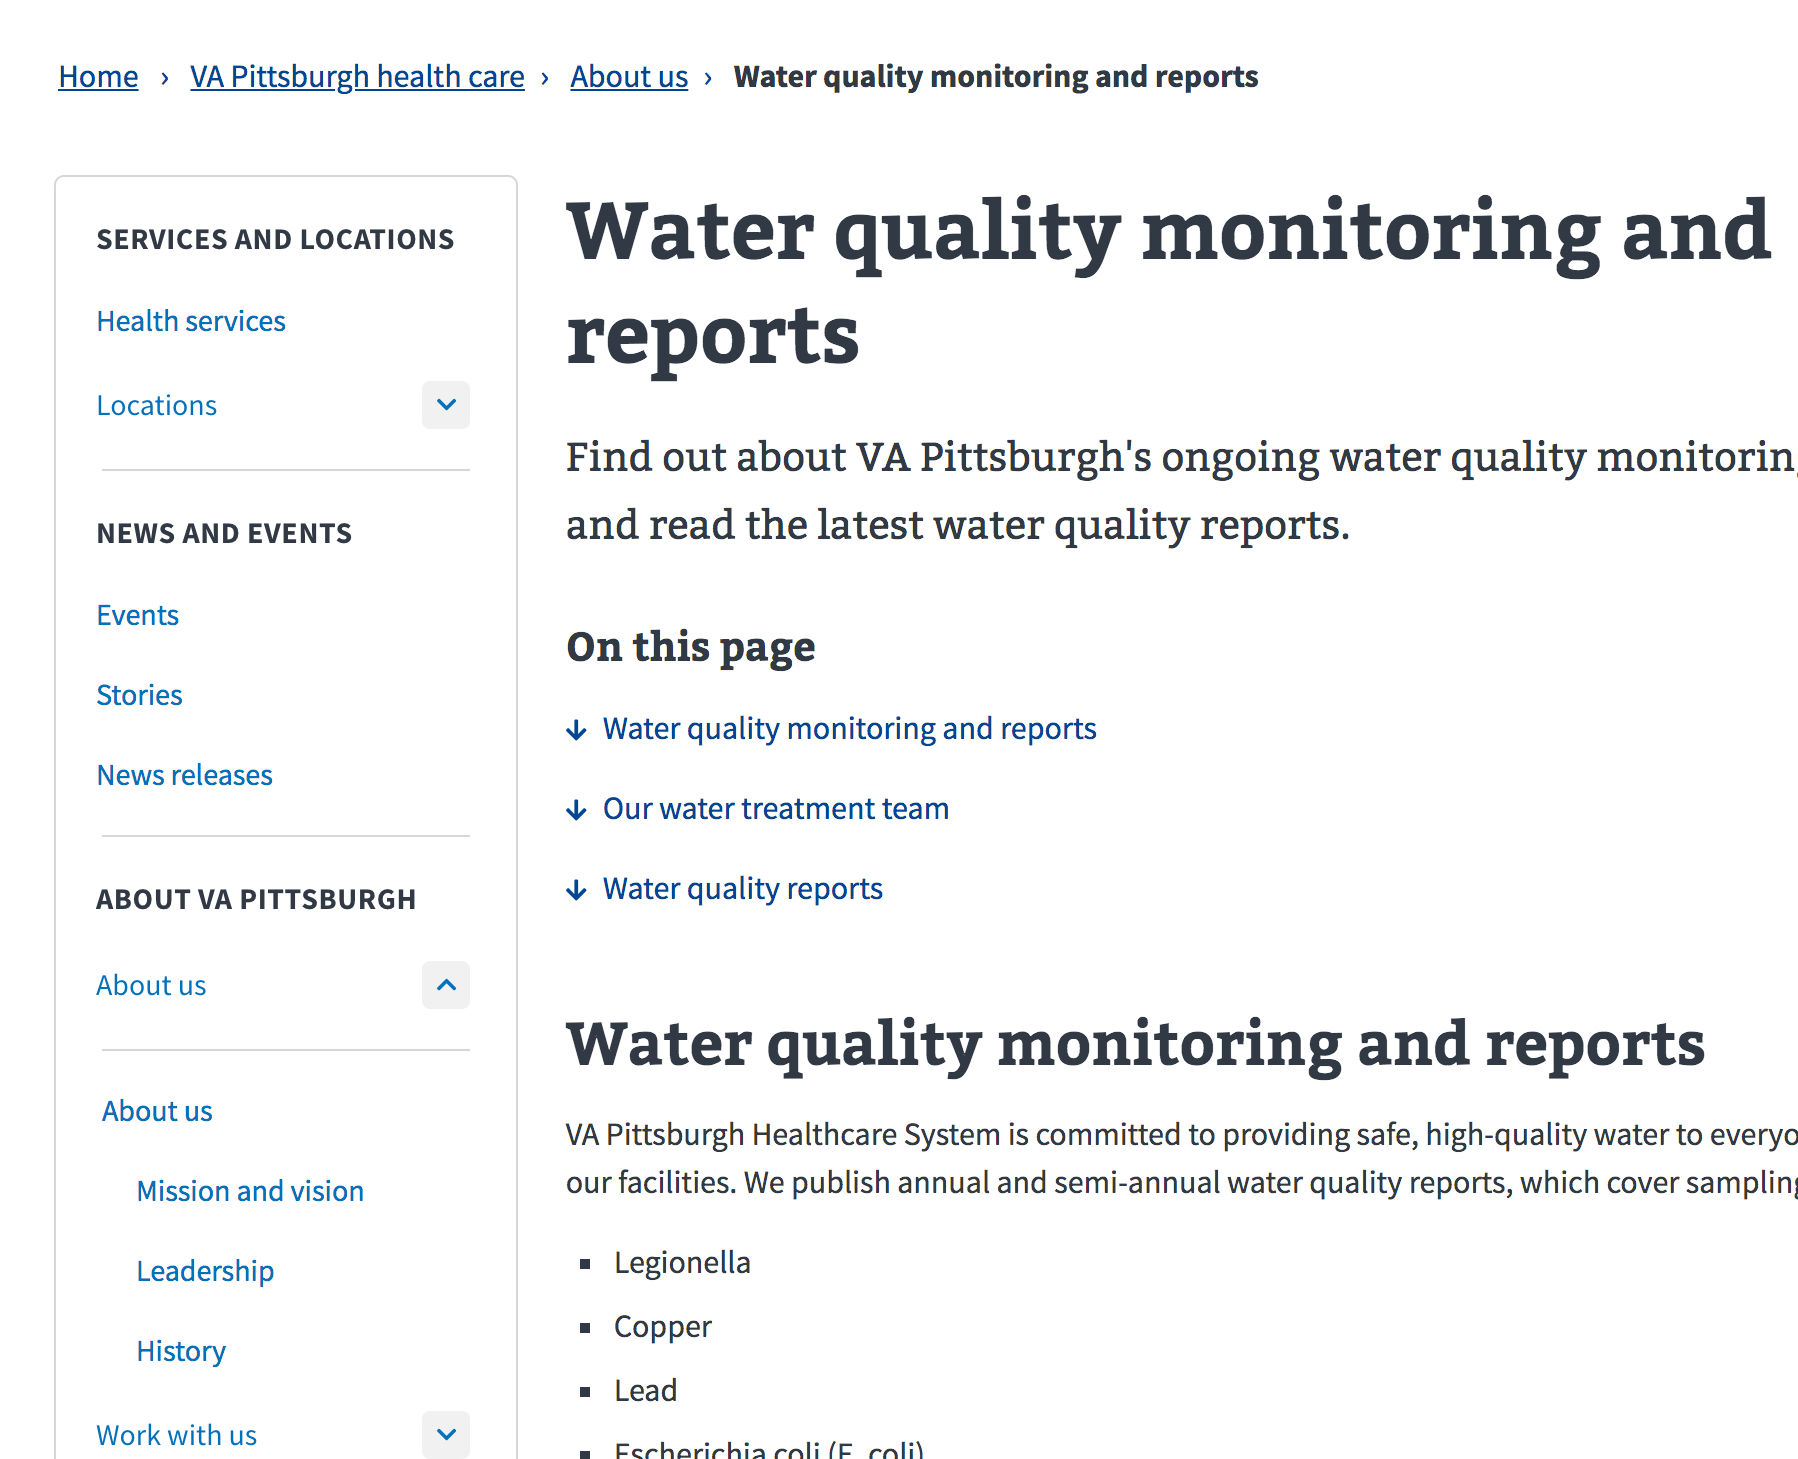 Home › VA Pittsburgh health care › About us › Water quality monitoring and reports
SERVICES AND LOCATIONS
Health services
Locations
NEWS AND EVENTS
Events
Stories
News releases
ABOUT VA PITTSBURGH
About us
About us
Mission and vision
Leadership
History
Work with us
Water quality monitoring and
reports
Find out about VA Pittsburgh's ongoing water quality monitoring
and read the latest water quality reports.
On this page
Water quality monitoring and reports
Our water treatment team
Water quality reports
Water quality monitoring and reports
VA Pittsburgh Healthcare System is committed to providing safe, high-quality water to everyo
our facilities. We publish annual and semi-annual water quality reports, which cover sampling
▪ Legionella
▪ Copper
▪ Lead
▪ Escherichia coli (E. coli)